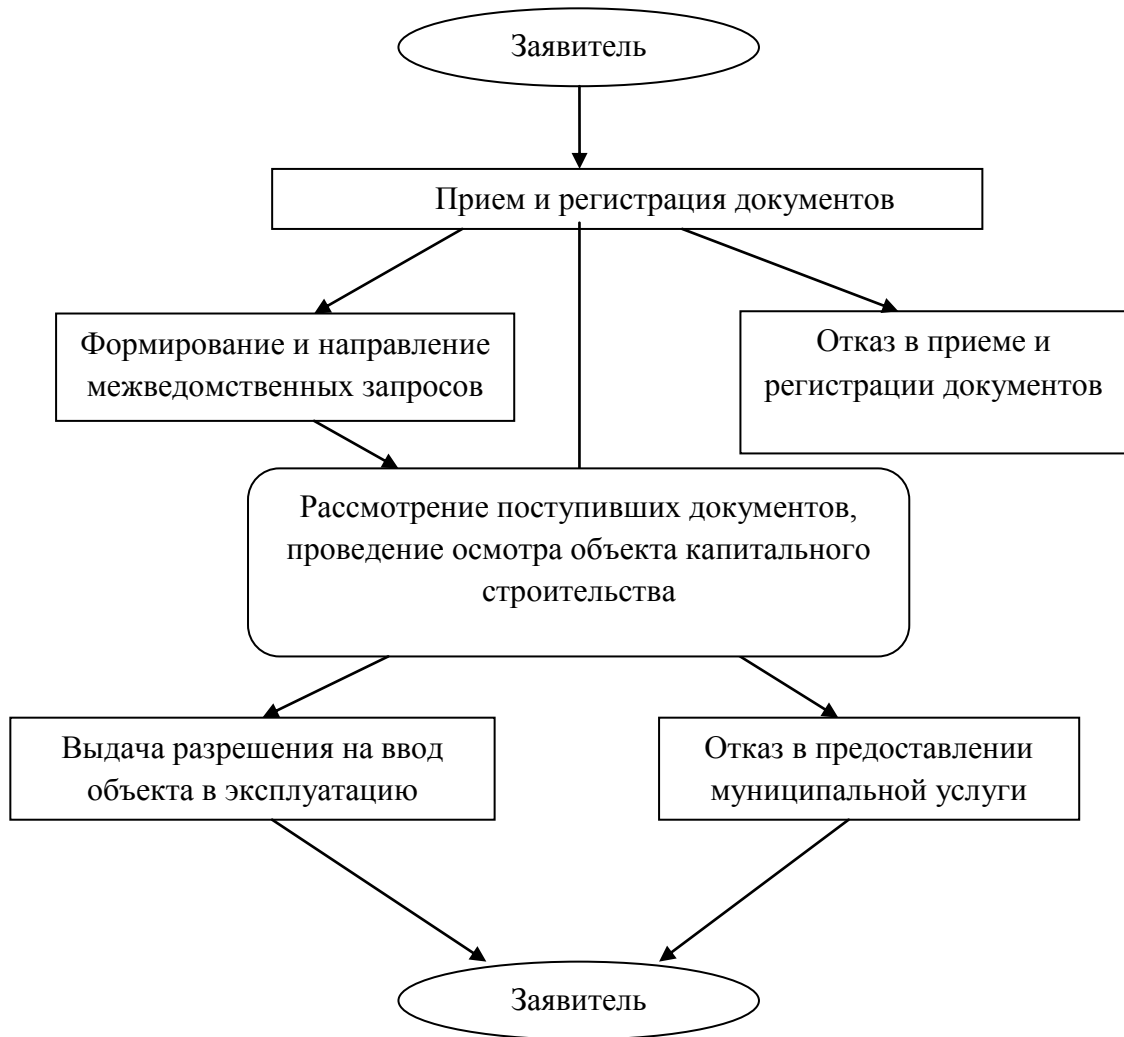 Заявитель
Прием и регистрация документов
Формирование и направление
межведомственных запросов
Отказ в приеме и
регистрации документов
Рассмотрение поступивших документов,
проведение осмотра объекта капитального
строительства
Выдача разрешения на ввод
объекта в эксплуатацию
Отказ в предоставлении
муниципальной услуги
Заявитель